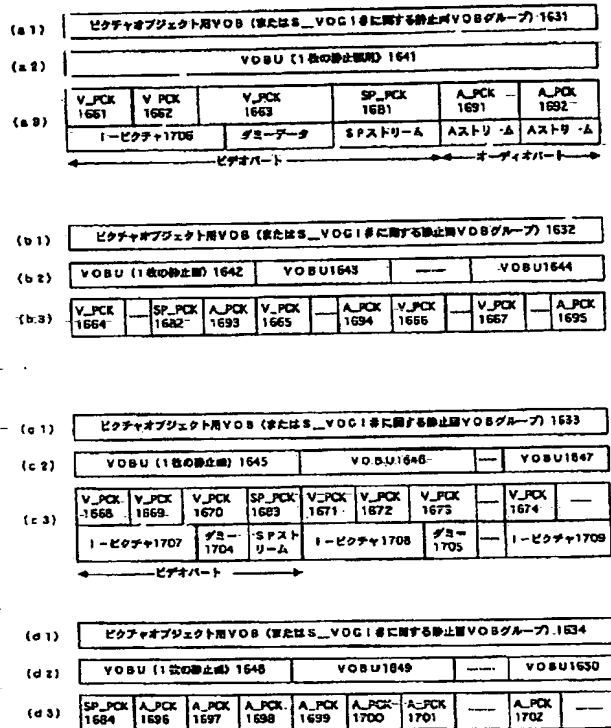 (a1) ピクチャオブジェクト用VOB（またはS__VOGI#に関する静止画VOBグループ）1631
(a2) VOBU（1枚の静止画用）1641
V_PCK V_PCK V_PCK SP_PCK A_PCK A_PCK
1661 1662 1663 1681 1691 1692
(a3)
I-ピクチャ1706 ダミーデータ SPストリーム Aストリーム Aストリーム
ビデオパート オーディオパート
(b1) ピクチャオブジェクト用VOB（またはS__VOGI#に関する静止画VOBグループ）1632
(b2) VOBU（1枚の静止画）1642 VOBU1643 VOBU1644
(b3) V_PCK SP_PCK A_PCK V_PCK A_PCK V_PCK V_PCK A_PCK
1664 1682 1693 1665 1694 1666 1667 1695
(c1) ピクチャオブジェクト用VOB（またはS__VOGI#に関する静止画VOBグループ）1633
(c2) VOBU（1枚の静止画）1645 VOBU1646 VOBU1647
V_PCK V_PCK V_PCK SP_PCK V_PCK V_PCK V_PCK V_PCK
1668 1669 1670 1683 1671 1672 1673 1674
(c3)
I-ピクチャ1707 ダミー 1704 SPストリーム I-ピクチャ1708 ダミー 1705 I-ピクチャ1709
ビデオパート
(d1) ピクチャオブジェクト用VOB（またはS__VOGI#に関する静止画VOBグループ）1634
(d2) VOBU（1枚の静止画）1648 VOBU1649 VOBU1650
(d3) SP_PCK A_PCK A_PCK A_PCK A_PCK A_PCK A_PCK A_PCK
1684 1696 1697 1698 1699 1700 1701 1702